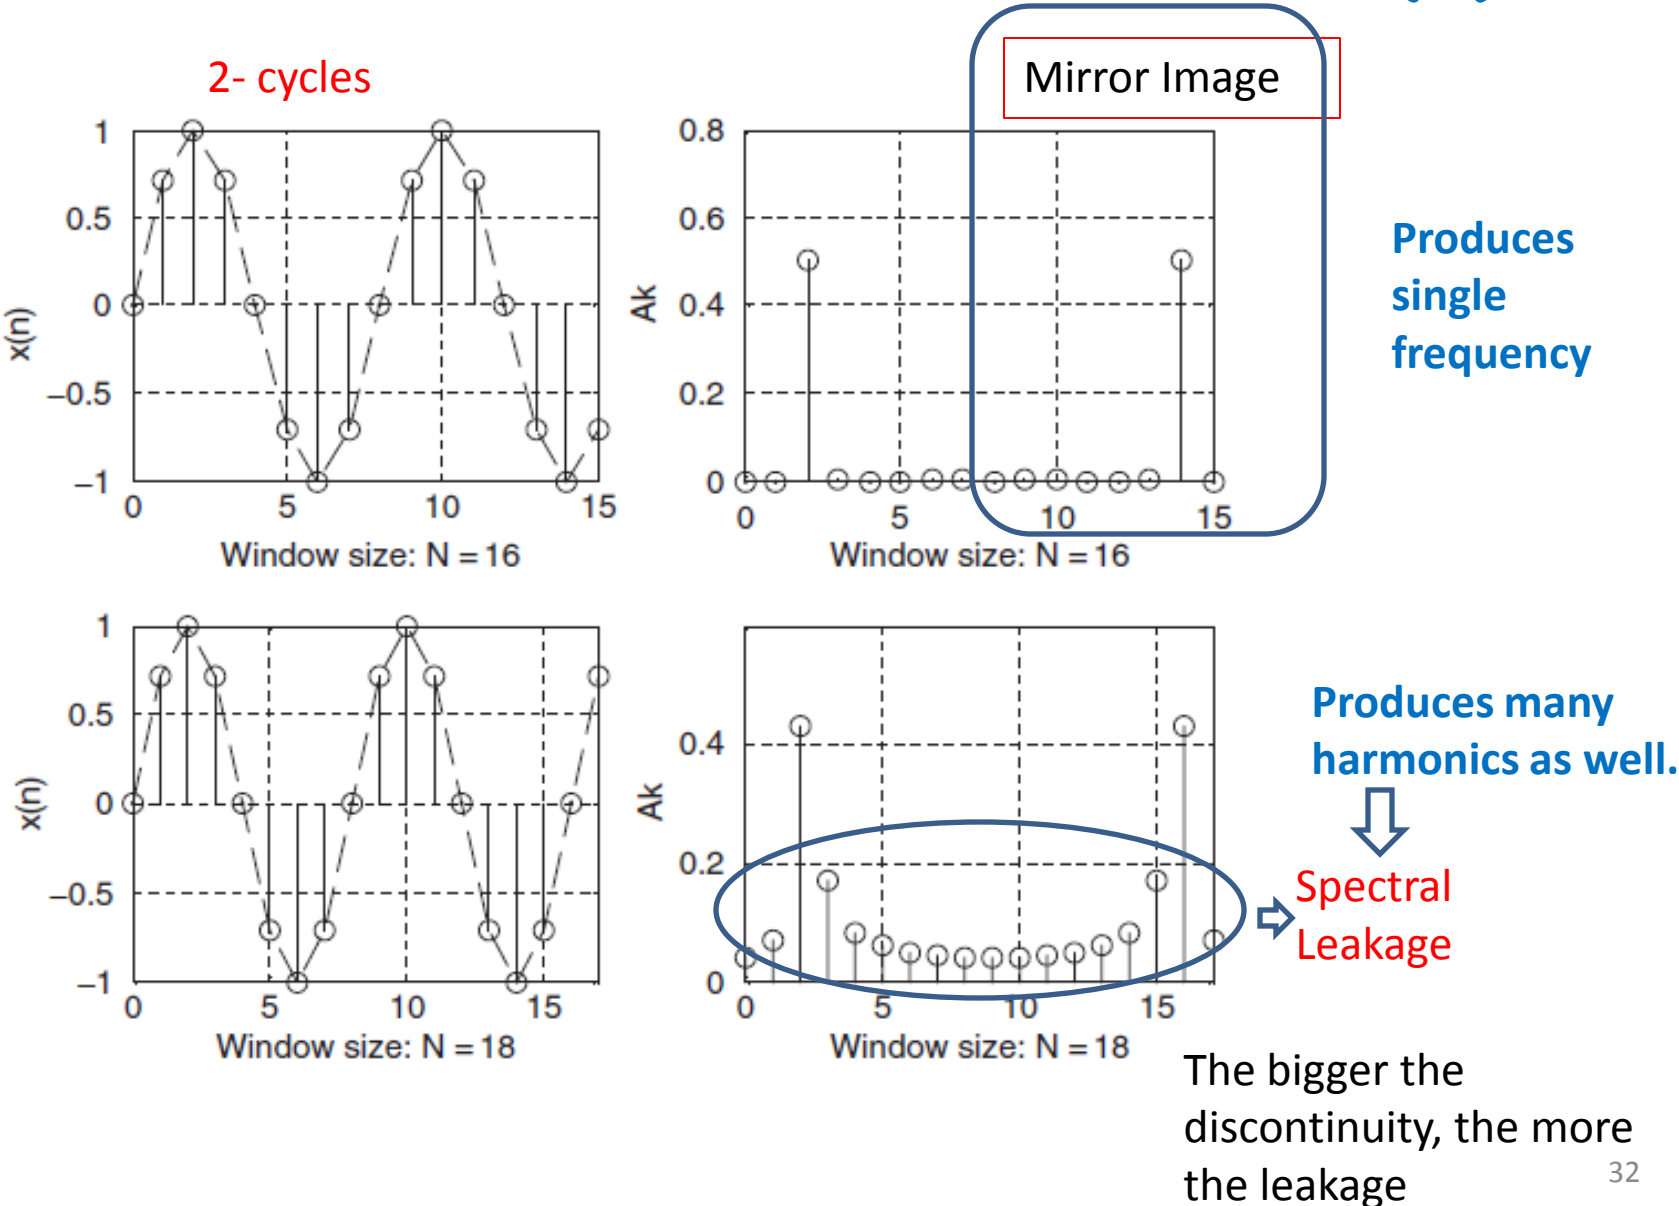 2- cycles
Mirror Image
1
0.5
0
−0.5
−1
x(n)
0 5 10 15
Window size: N = 16
0.8
0.6
0.4
0.2
0
Ak
0 5 10 15
Window size: N = 16
Produces
single
frequency
1
0.5
0
−0.5
−1
x(n)
0 5 10 15
Window size: N = 18
0.4
0.2
0
Ak
0 5 10 15
Window size: N = 18
Produces many
harmonics as well.
Spectral
Leakage
The bigger the
discontinuity, the more
the leakage
32